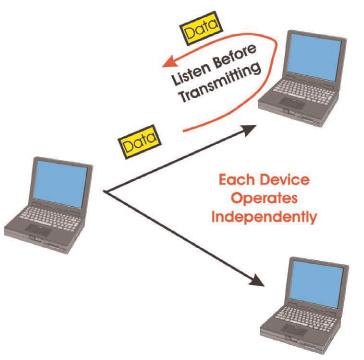 Data
Listen Before
Transmitting
Data
Each Device
Operates
Independently